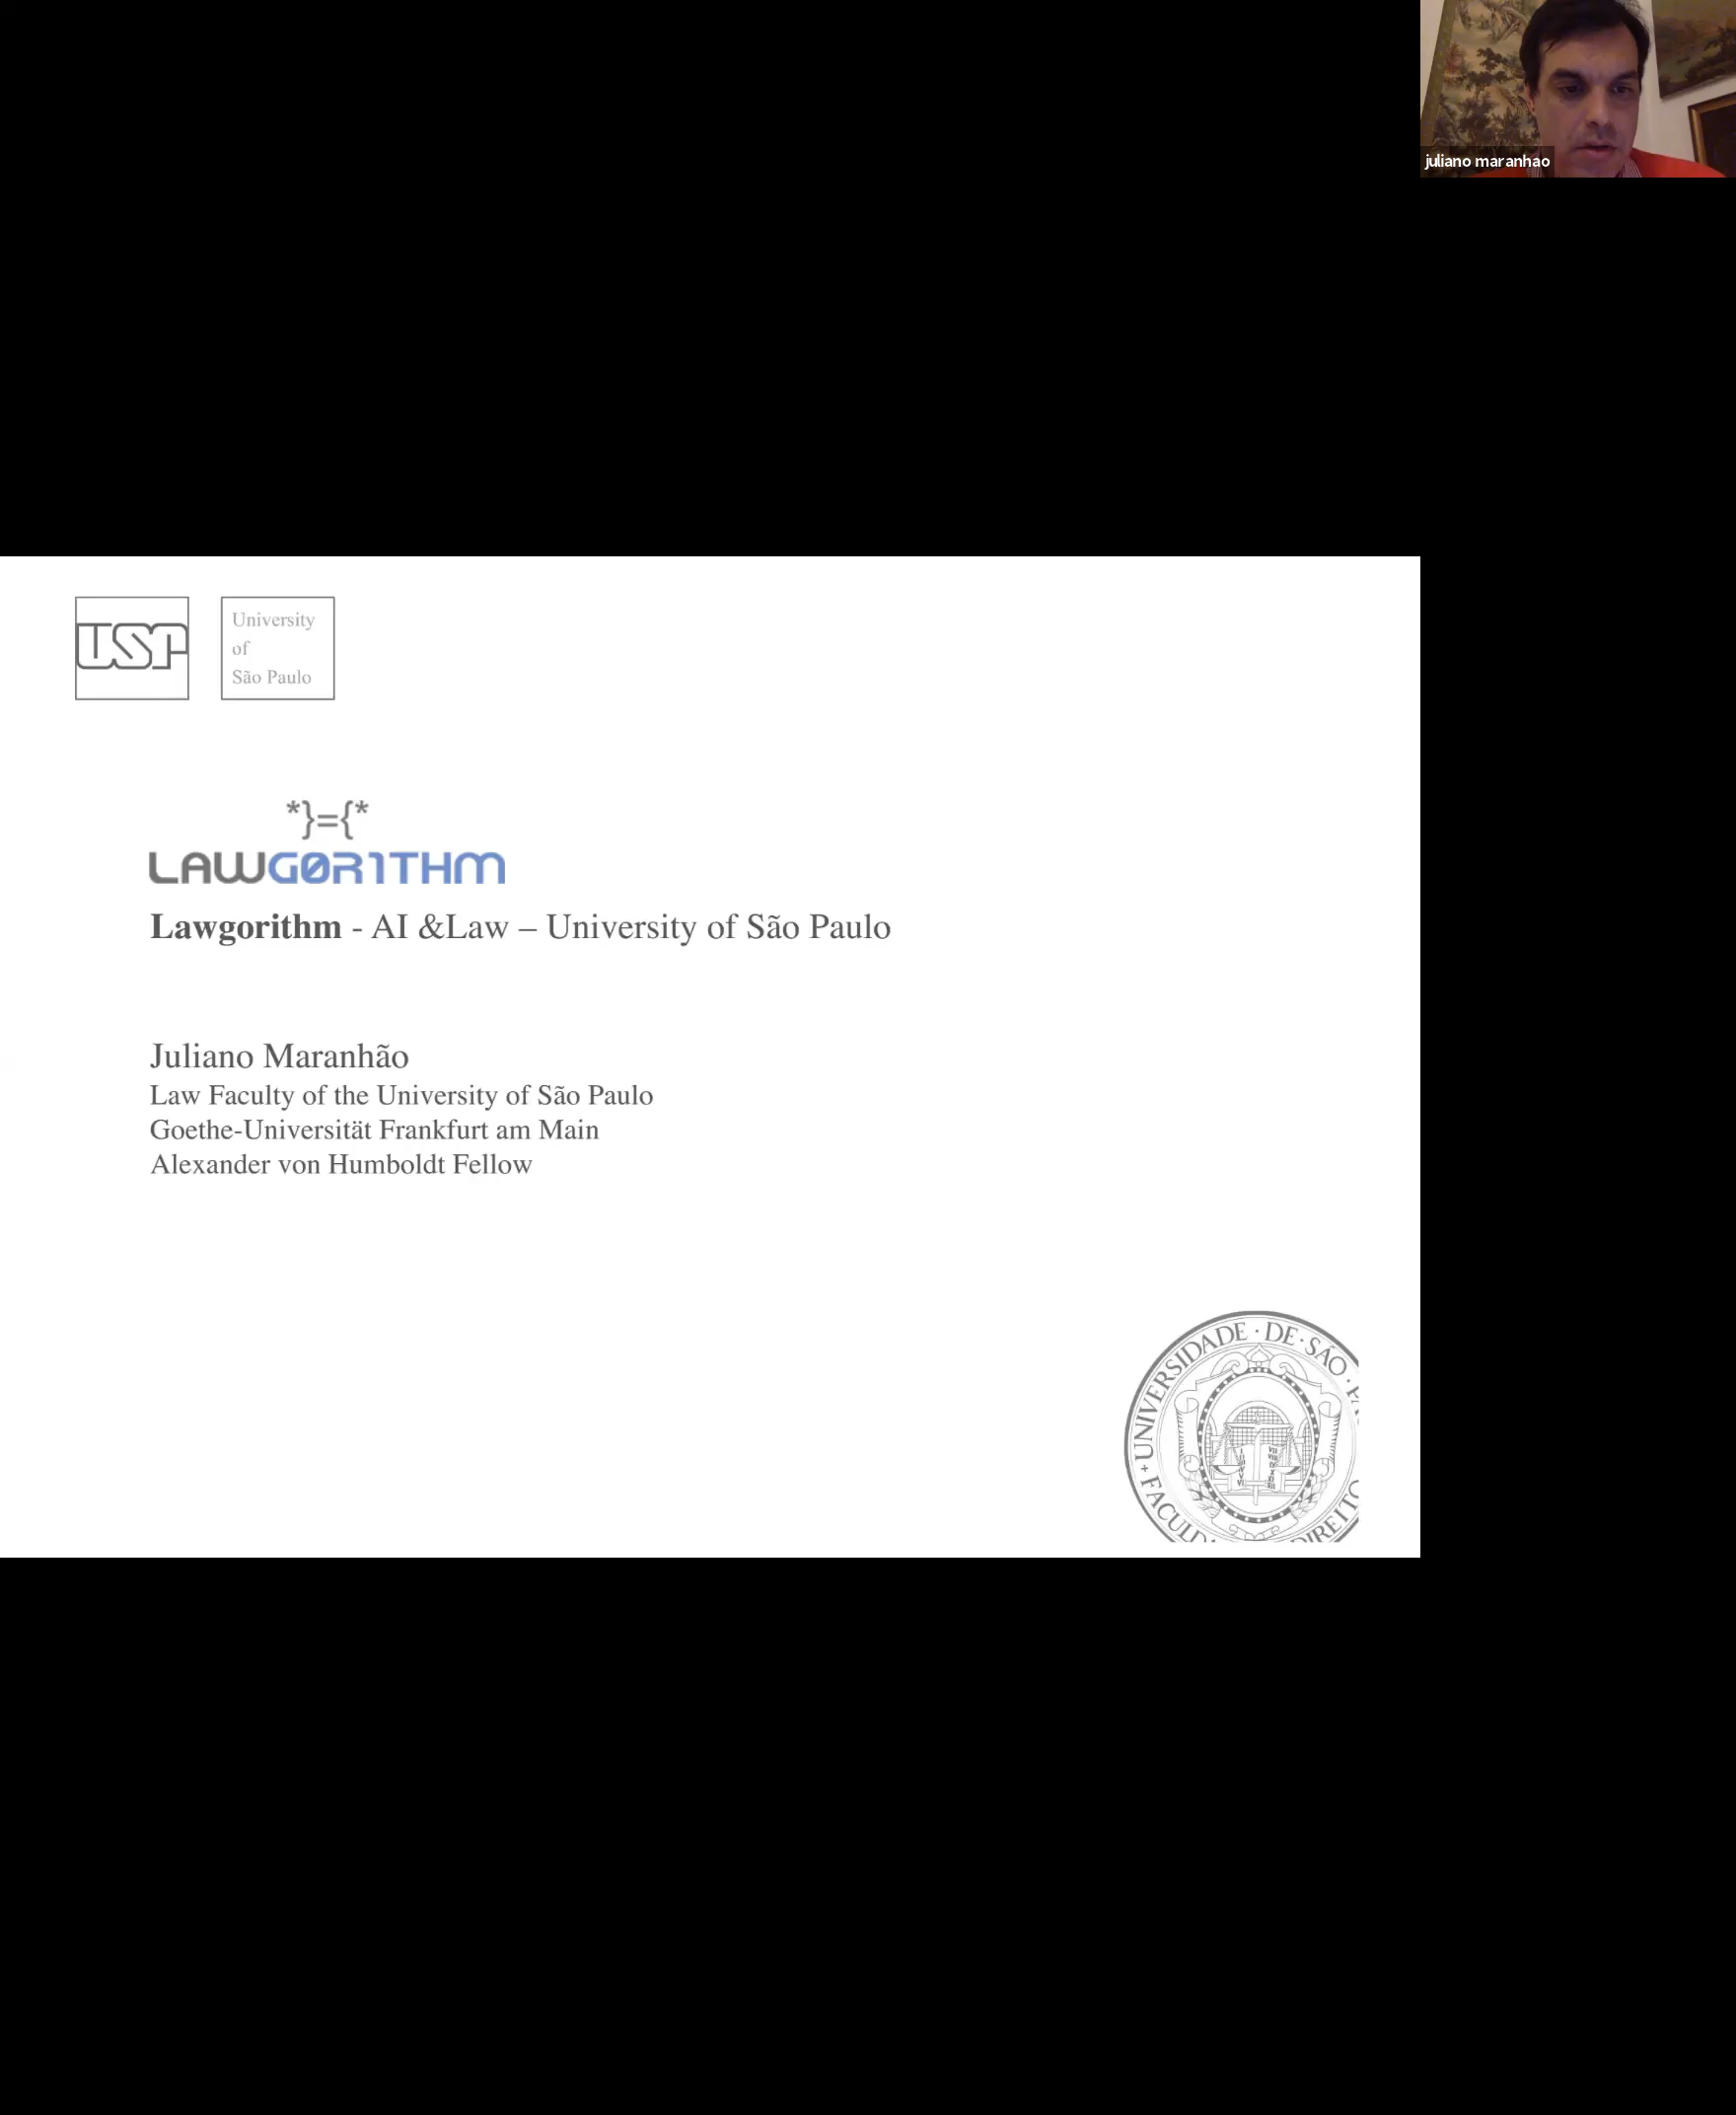 juliano maranhao
USP
University
of
São Paulo
*}={*
LAWG0R1THM
Lawgorithm - AI &Law – University of São Paulo
Juliano Maranhão
Law Faculty of the University of São Paulo
Goethe-Universität Frankfurt am Main
Alexander von Humboldt Fellow
UNIVERSIDADE · DE · SÃO ·